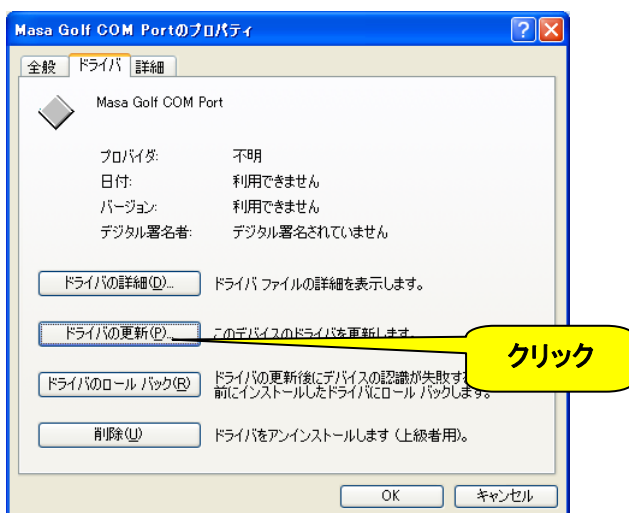 Masa Golf COM Portのプロパティ
全般 ドライバ 詳細
Masa Golf COM Port
プロバイダ: 不明
日付: 利用できません
バージョン: 利用できません
デジタル署名者: デジタル署名されていません
ドライバの詳細(D)... ドライバ ファイルの詳細を表示します。
ドライバの更新(P)... このデバイスのドライバを更新します。
クリック
ドライバのロール バック(R) ドライバの更新後にデバイスの認識が失敗す
前にインストールしたドライバにロール バックします。
削除(U) ドライバをアンインストールします (上級者用)。
OK キャンセル